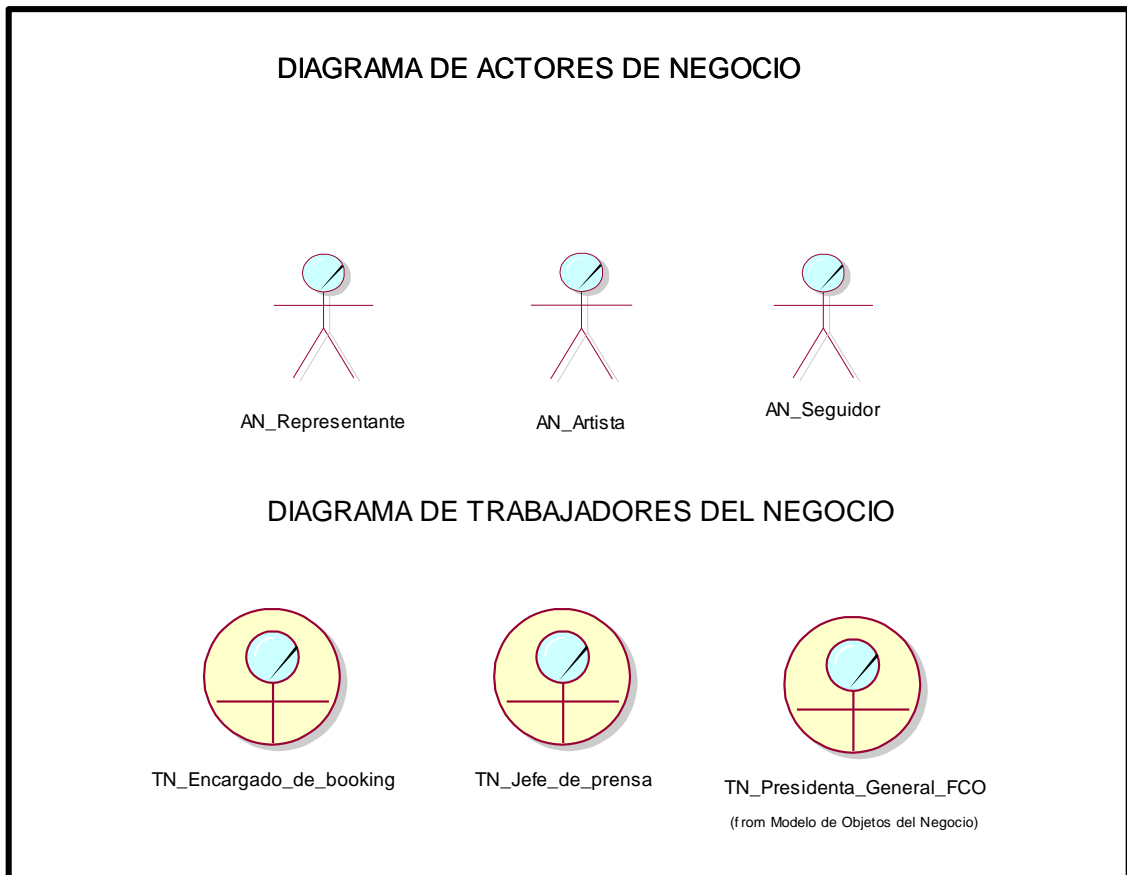 DIAGRAMA DE ACTORES DE NEGOCIO
AN_Representante
AN_Artista
AN_Seguidor
DIAGRAMA DE TRABAJADORES DEL NEGOCIO
TN_Encargado_de_booking
TN_Jefe_de_prensa
TN_Presidenta_General_FCO
(from Modelo de Objetos del Negocio)